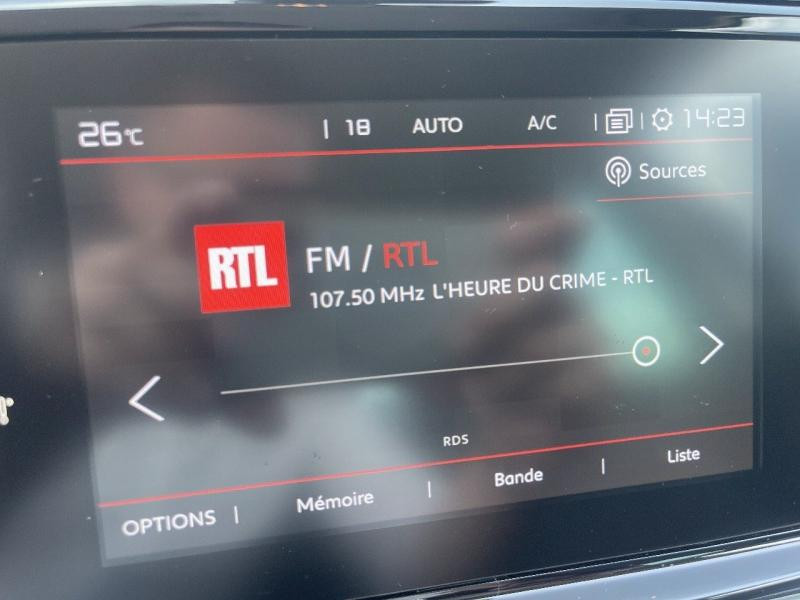 26°C | 18 AUTO A/C | | 14:23
Sources
RTL
FM / RTL
107.50 MHz L'HEURE DU CRIME - RTL
RDS
OPTIONS | Mémoire | Bande | Liste